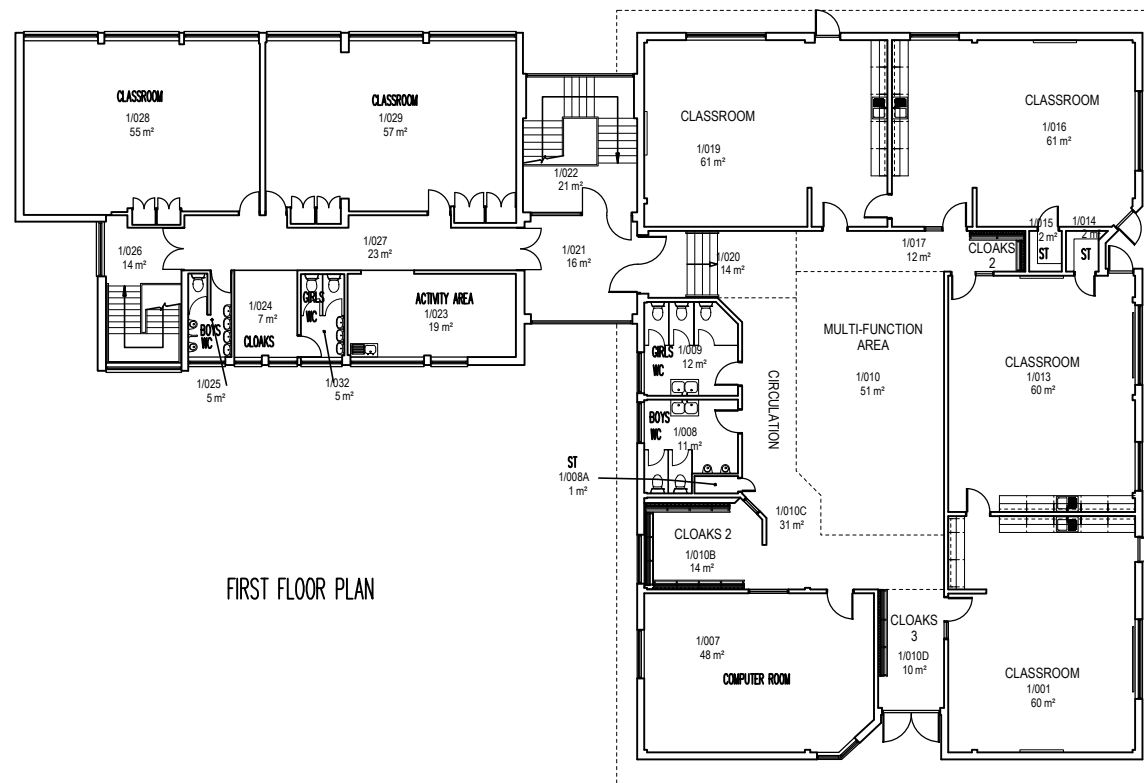 CLASSROOM
1/028
55 m²
CLASSROOM
1/029
57 m²
1/022
21 m²
CLASSROOM
1/019
61 m²
CLASSROOM
1/016
61 m²
1/026
14 m²
1/027
23 m²
1/021
16 m²
1/020
14 m²
1/017
12 m²
CLOAKS
2
1/015
2 m²
ST
1/014
2 m²
ST
BOYS
WC
1/025
5 m²
1/024
7 m²
CLOAKS
GIRLS
WC
1/032
5 m²
ACTIVITY AREA
1/023
19 m²
GIRLS
WC
1/009
12 m²
BOYS
WC
1/008
11 m²
ST
1/008A
1 m²
CIRCULATION
1/010C
31 m²
MULTI-FUNCTION
AREA
1/010
51 m²
CLASSROOM
1/013
60 m²
CLOAKS 2
1/010B
14 m²
FIRST FLOOR PLAN
1/007
48 m²
COMPUTER ROOM
CLOAKS
3
1/010D
10 m²
CLASSROOM
1/001
60 m²